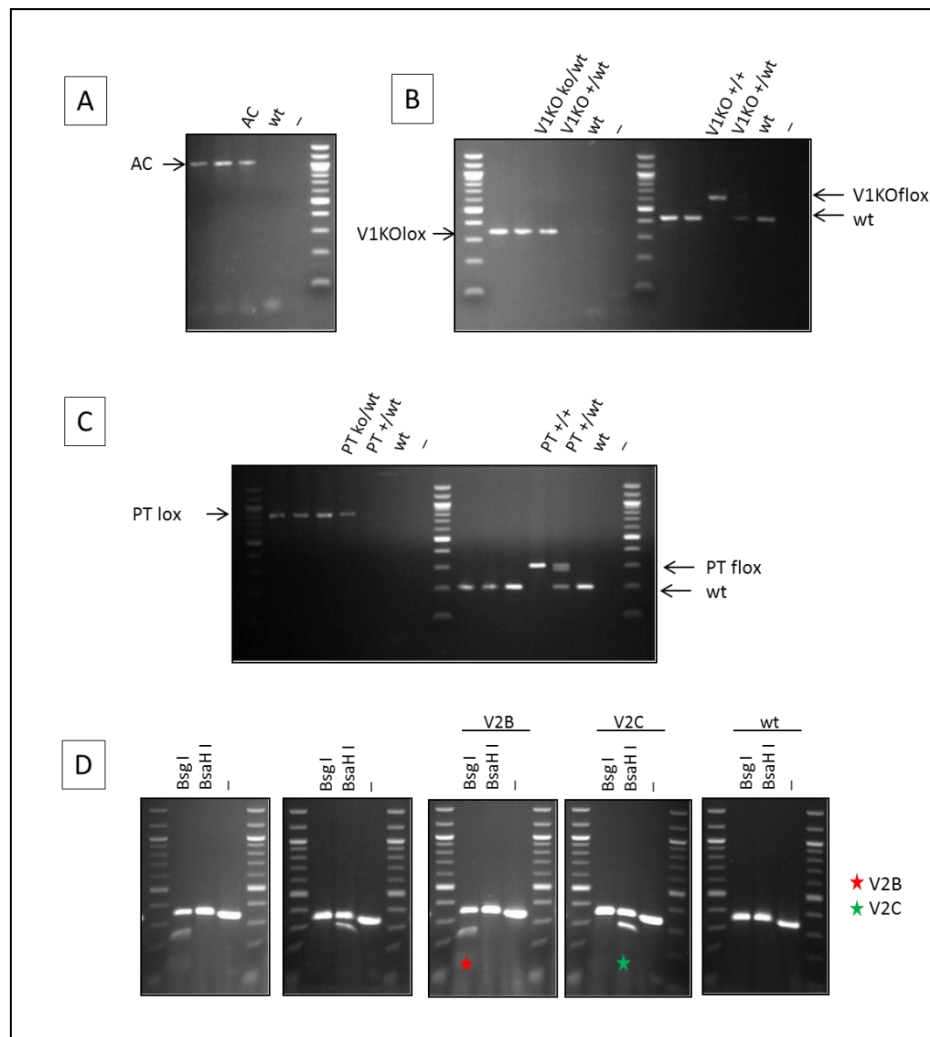 A
AC
wt
–
AC
B
V1KO ko/wt
V1KO +/wt
wt
–
V1KO +/+
V1KO +/wt
wt
–
V1KOlox
V1KOflox
wt
C
PT ko/wt
PT +/wt
wt
–
PT +/+
PT +/wt
wt
–
PT lox
PT flox
wt
D
V2B
V2C
wt
Bsg I
BsaH I
–
Bsg I
BsaH I
–
Bsg I
BsaH I
–
Bsg I
BsaH I
–
Bsg I
BsaH I
–
V2B
V2C